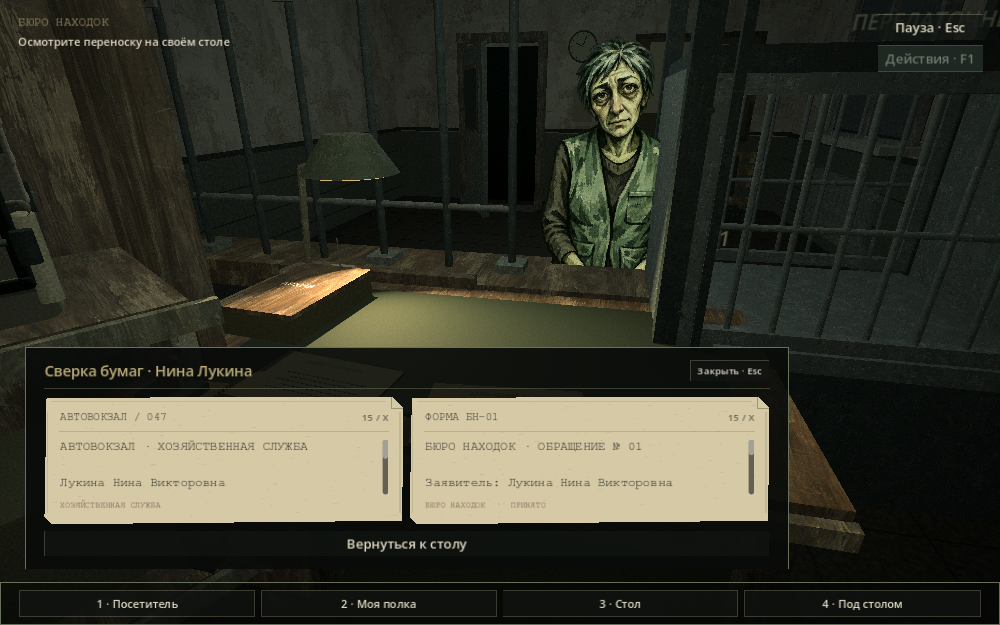 БЮРО НАХОДОК
Осмотрите переноску на своём столе
Пауза · Esc
Действия · F1
Сверка бумаг · Нина Лукина
Закрыть · Esc
АВТОВОКЗАЛ / 047
15 / X
АВТОВОКЗАЛ · ХОЗЯЙСТВЕННАЯ СЛУЖБА
Лукина Нина Викторовна
ХОЗЯЙСТВЕННАЯ СЛУЖБА
ФОРМА БН-01
15 / X
БЮРО НАХОДОК · ОБРАЩЕНИЕ № 01
Заявитель: Лукина Нина Викторовна
БЮРО НАХОДОК · ПРИНЯТО
Вернуться к столу
1 · Посетитель
2 · Моя полка
3 · Стол
4 · Под столом